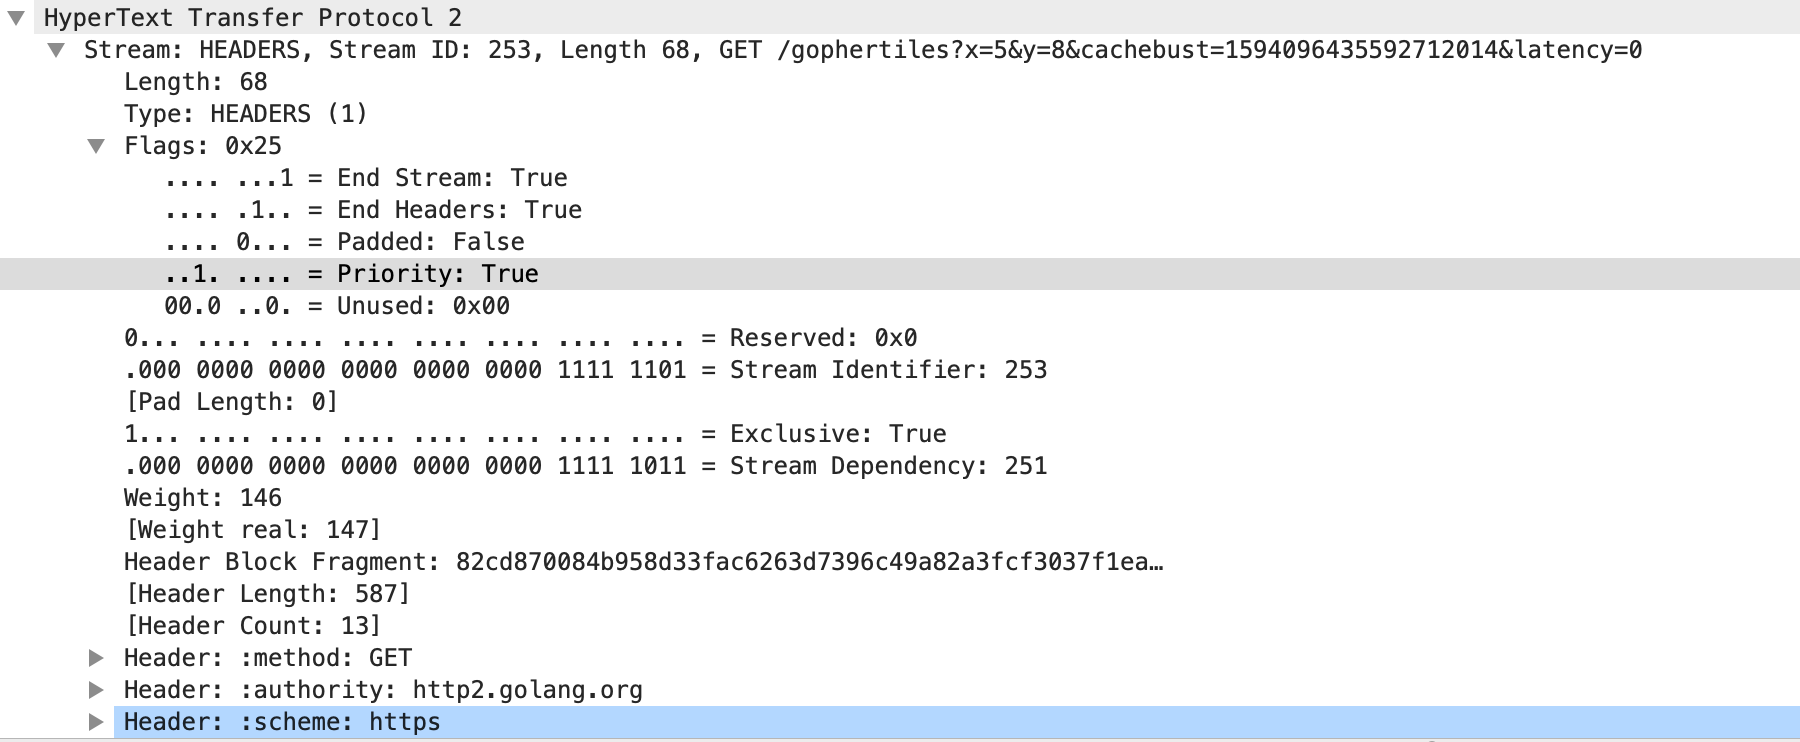 HyperText Transfer Protocol 2
Stream: HEADERS, Stream ID: 253, Length 68, GET /gophertiles?x=5&y=8&cachebust=1594096435592712014&latency=0
Length: 68
Type: HEADERS (1)
Flags: 0x25
.... ...1 = End Stream: True
.... .1.. = End Headers: True
.... 0... = Padded: False
..1. .... = Priority: True
00.0 ..0. = Unused: 0x00
0... .... .... .... .... .... .... .... = Reserved: 0x0
.000 0000 0000 0000 0000 0000 1111 1101 = Stream Identifier: 253
[Pad Length: 0]
1... .... .... .... .... .... .... .... = Exclusive: True
.000 0000 0000 0000 0000 0000 1111 1011 = Stream Dependency: 251
Weight: 146
[Weight real: 147]
Header Block Fragment: 82cd870084b958d33fac6263d7396c49a82a3fcf3037f1ea…
[Header Length: 587]
[Header Count: 13]
Header: :method: GET
Header: :authority: http2.golang.org
Header: :scheme: https